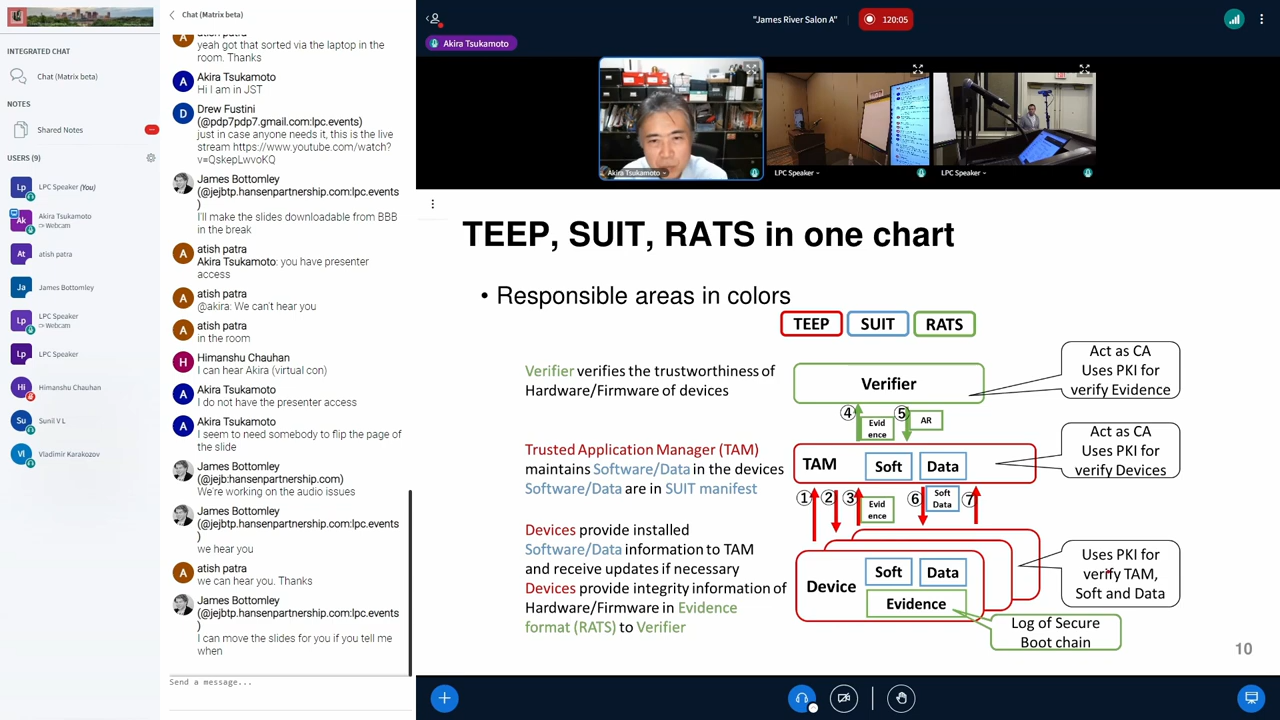 Chat (Matrix beta)
"James River Salon A"
120:05
INTEGRATED CHAT
Chat (Matrix beta)
NOTES
Shared Notes
USERS (9)
Lp LPC Speaker (You)
Ak Akira Tsukamoto
Webcam
At atish patra
Ja James Bottomley
Lp LPC Speaker
Webcam
Lp LPC Speaker
Hi Himanshu Chauhan
Su Sunil V L
Vl Vladimir Karakozov
A atish patra
yeah got that sorted via the laptop in the
room. Thanks
A Akira Tsukamoto
Hi I am in JST
D Drew Fustini
(@pdp7pdp7.gmail.com:lpc.events)
just in case anyone needs it, this is the live
stream https://www.youtube.com/watch?
v=QskepLwvoKQ
James Bottomley
(@jejbtp.hansenpartnership.com:lpc.events
)
I'll make the slides downloadable from BBB
in the break
A atish patra
Akira Tsukamoto: you have presenter
access
A atish patra
@akira: We can't hear you
A atish patra
in the room
H Himanshu Chauhan
I can hear Akira (virtual con)
A Akira Tsukamoto
I do not have the presenter access
A Akira Tsukamoto
I seem to need somebody to flip the page of
the slide
James Bottomley
(@jejb:hansenpartnership.com)
We're working on the audio issues
James Bottomley
(@jejbtp.hansenpartnership.com:lpc.events
)
we hear you
A atish patra
we can hear you. Thanks
James Bottomley
(@jejbtp.hansenpartnership.com:lpc.events
)
I can move the slides for you if you tell me
when
Send a message...
Akira Tsukamoto
Akira Tsukamoto
LPC Speaker
LPC Speaker
TEEP, SUIT, RATS in one chart
• Responsible areas in colors
TEEP SUIT RATS
Verifier verifies the trustworthiness of
Hardware/Firmware of devices
Verifier
Act as CA
Uses PKI for
verify Evidence
④ Evid
ence
⑤ AR
Trusted Application Manager (TAM)
maintains Software/Data in the devices
Software/Data are in SUIT manifest
TAM Soft Data
Act as CA
Uses PKI for
verify Devices
① ② ③ Evid
ence
⑥ Soft
Data
⑦
Devices provide installed
Software/Data information to TAM
and receive updates if necessary
Devices provide integrity information of
Hardware/Firmware in Evidence
format (RATS) to Verifier
Device Soft Data
Evidence
Uses PKI for
verify TAM,
Soft and Data
Log of Secure
Boot chain
10